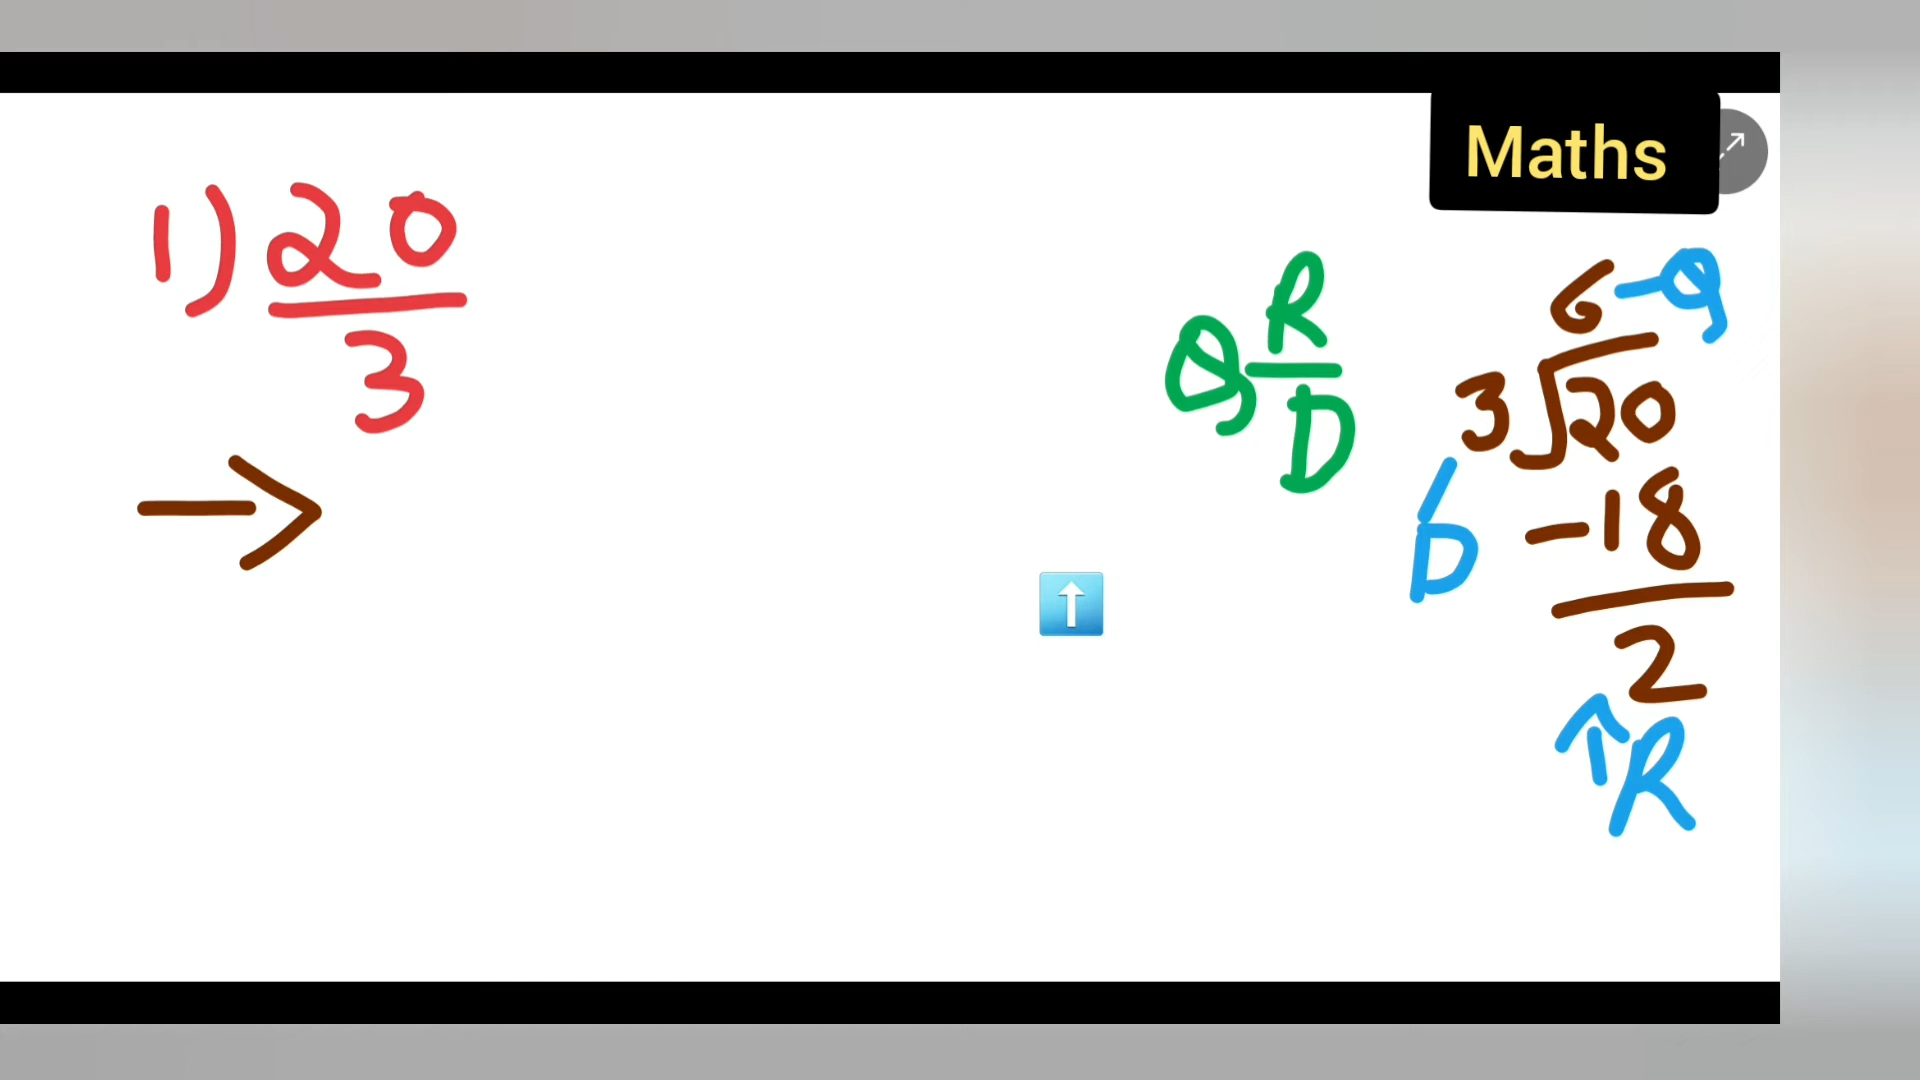 Maths
1) 20
3
→
Q R
D
6 - Q
3 √20
D
-18
2
↑ R